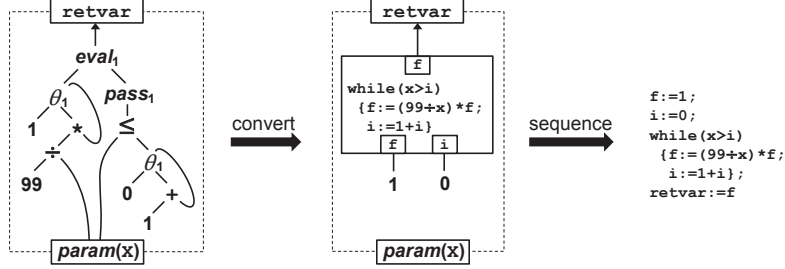 retvar
eval1
θ1
pass1
1
*
≤
÷
θ1
99
0
+
1
param(x)
convert
retvar
f
while(x>i)
{f:=(99÷x)*f;
i:=1+i}
f
i
1
0
param(x)
sequence
f:=1;
i:=0;
while(x>i)
{f:=(99÷x)*f;
i:=1+i};
retvar:=f